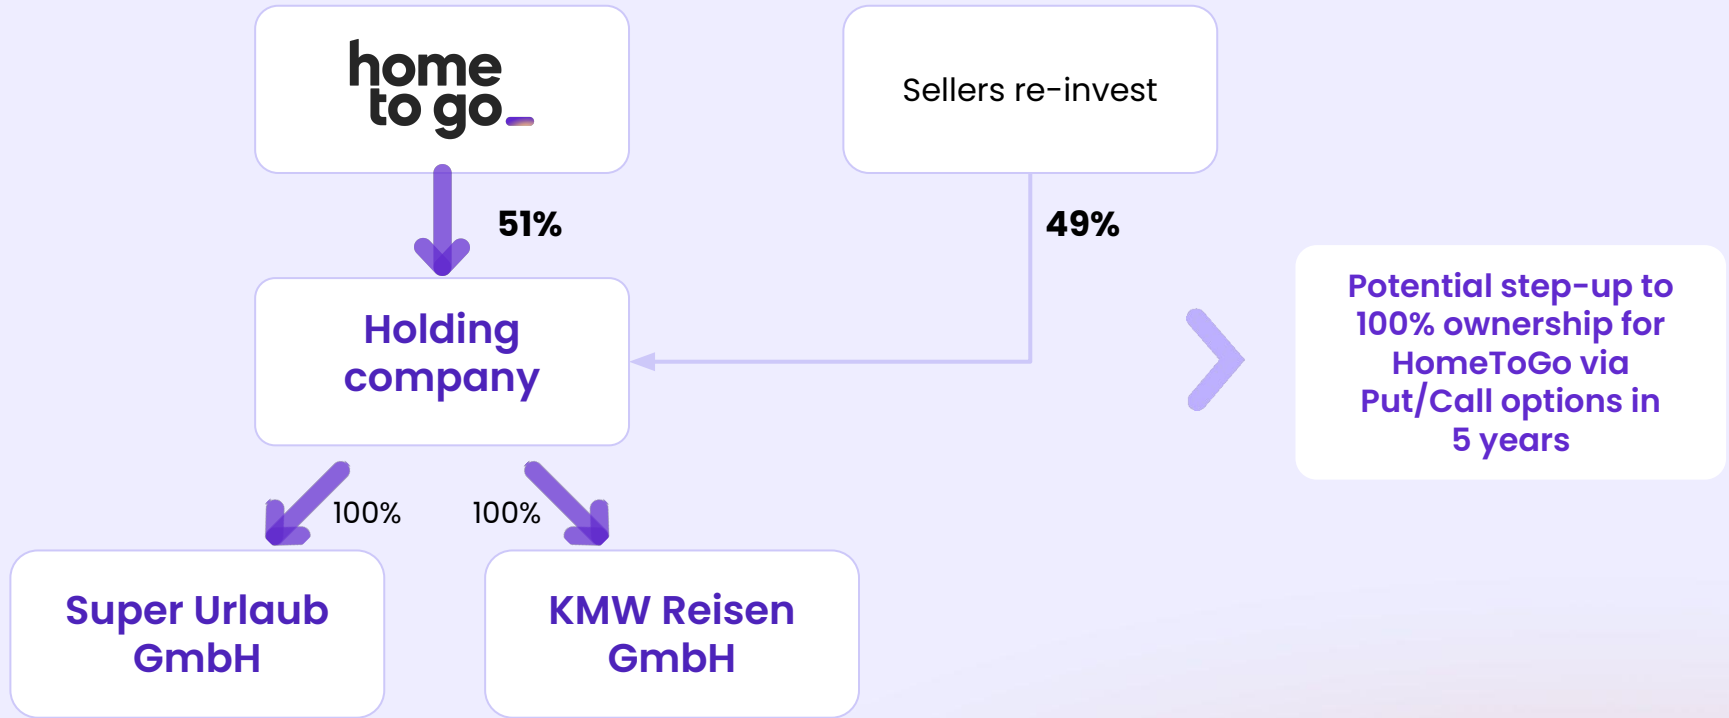 home
to go_
Sellers re-invest
51%
49%
Holding
company
Potential step-up to
100% ownership for
HomeToGo via
Put/Call options in
5 years
100%
100%
Super Urlaub
GmbH
KMW Reisen
GmbH